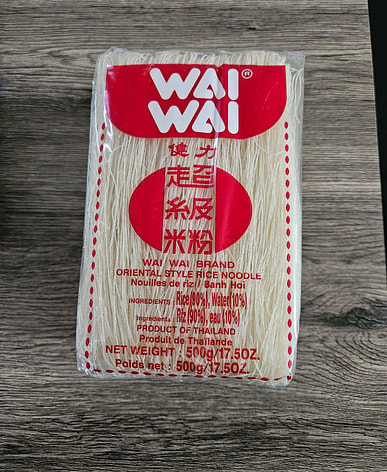 WAI®
WAI
健力
超
級
米粉
WAI WAI BRAND
ORIENTAL STYLE RICE NOODLE
Nouilles de riz / Banh Hoi
INGREDIENTS : Rice(90%), Water(10%)
Ingredients : Riz (90%), eau (10%)
PRODUCT OF THAILAND
Produit de Thaïlande
NET WEIGHT : 500g/17.5OZ.
Poids net : 500g/17.5OZ.